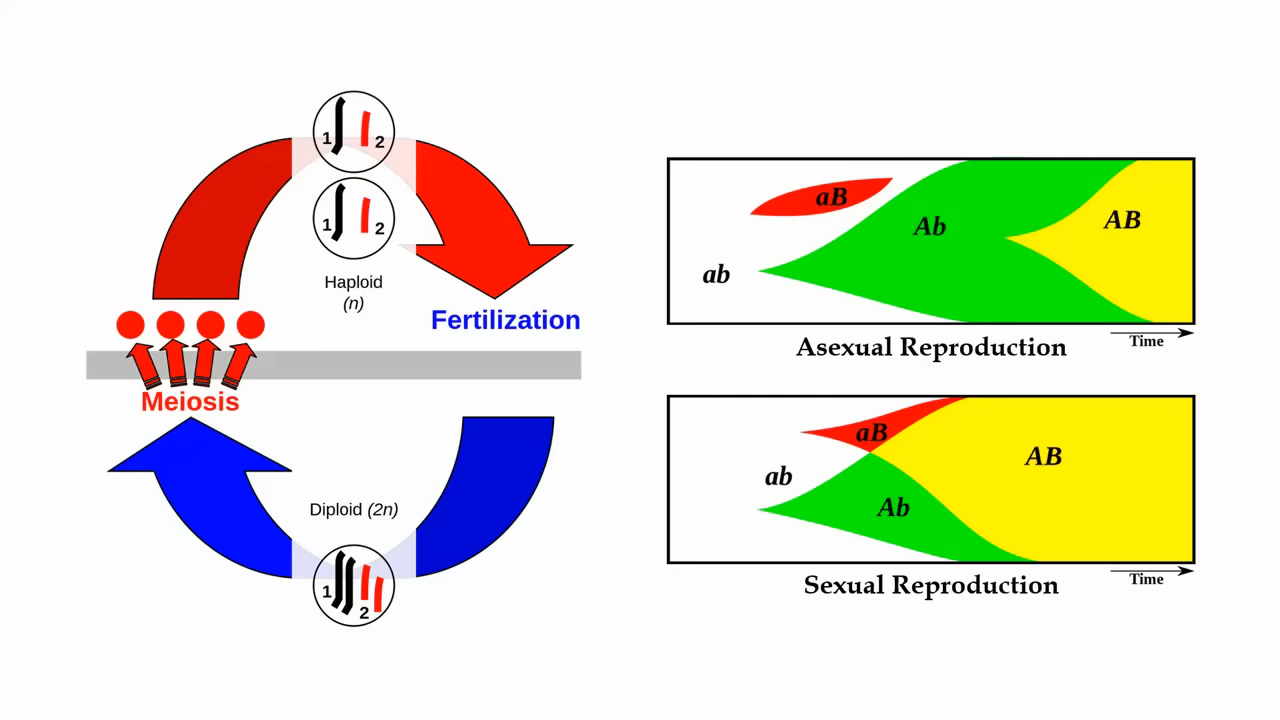 1 2
1 2
Haploid
(n)
Fertilization
Meiosis
Diploid (2n)
1
2
aB
Ab
AB
ab
Time
Asexual Reproduction
aB
AB
ab
Ab
Time
Sexual Reproduction